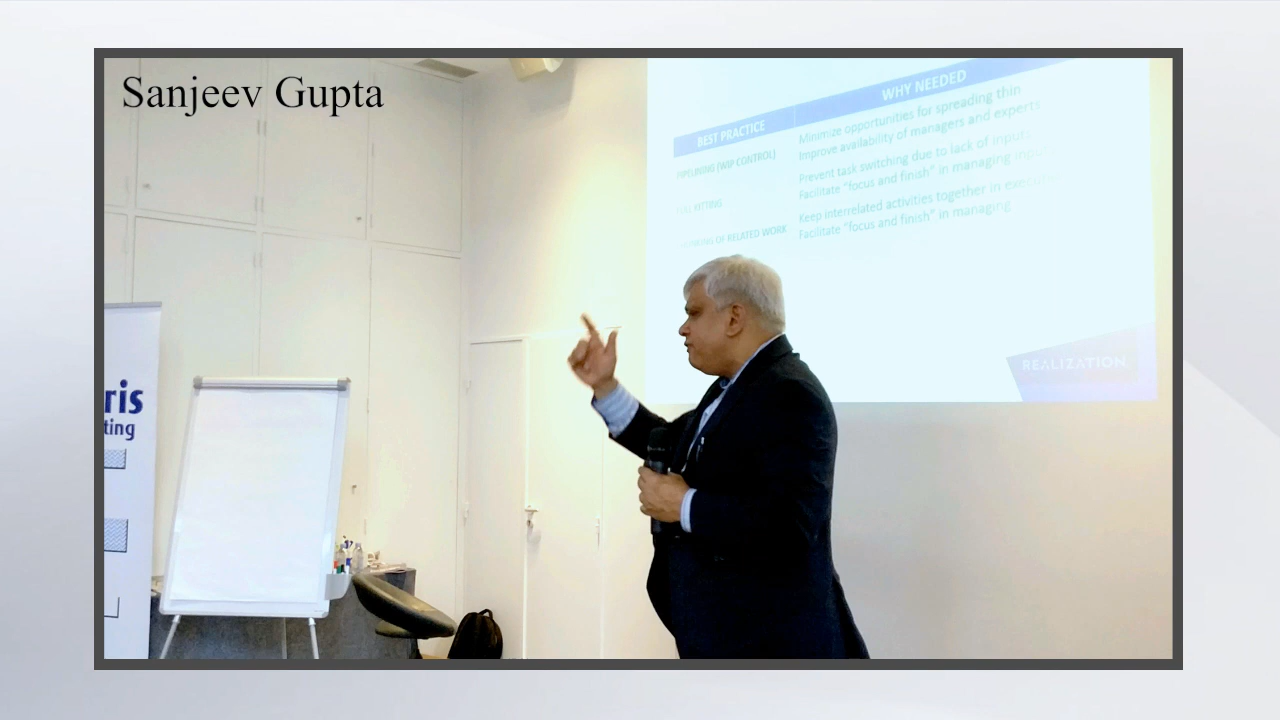 Sanjeev Gupta
BEST PRACTICE
WHY NEEDED
PIPELINING (WIP CONTROL)
Minimize opportunities for spreading thin
Improve availability of managers and experts
FULL KITTING
Prevent task switching due to lack of inputs
Facilitate "focus and finish" in managing
OF RELATED WORK
Keep interrelated activities together in
Facilitate "focus and finish" in managing
REALIZATION
ris
ting